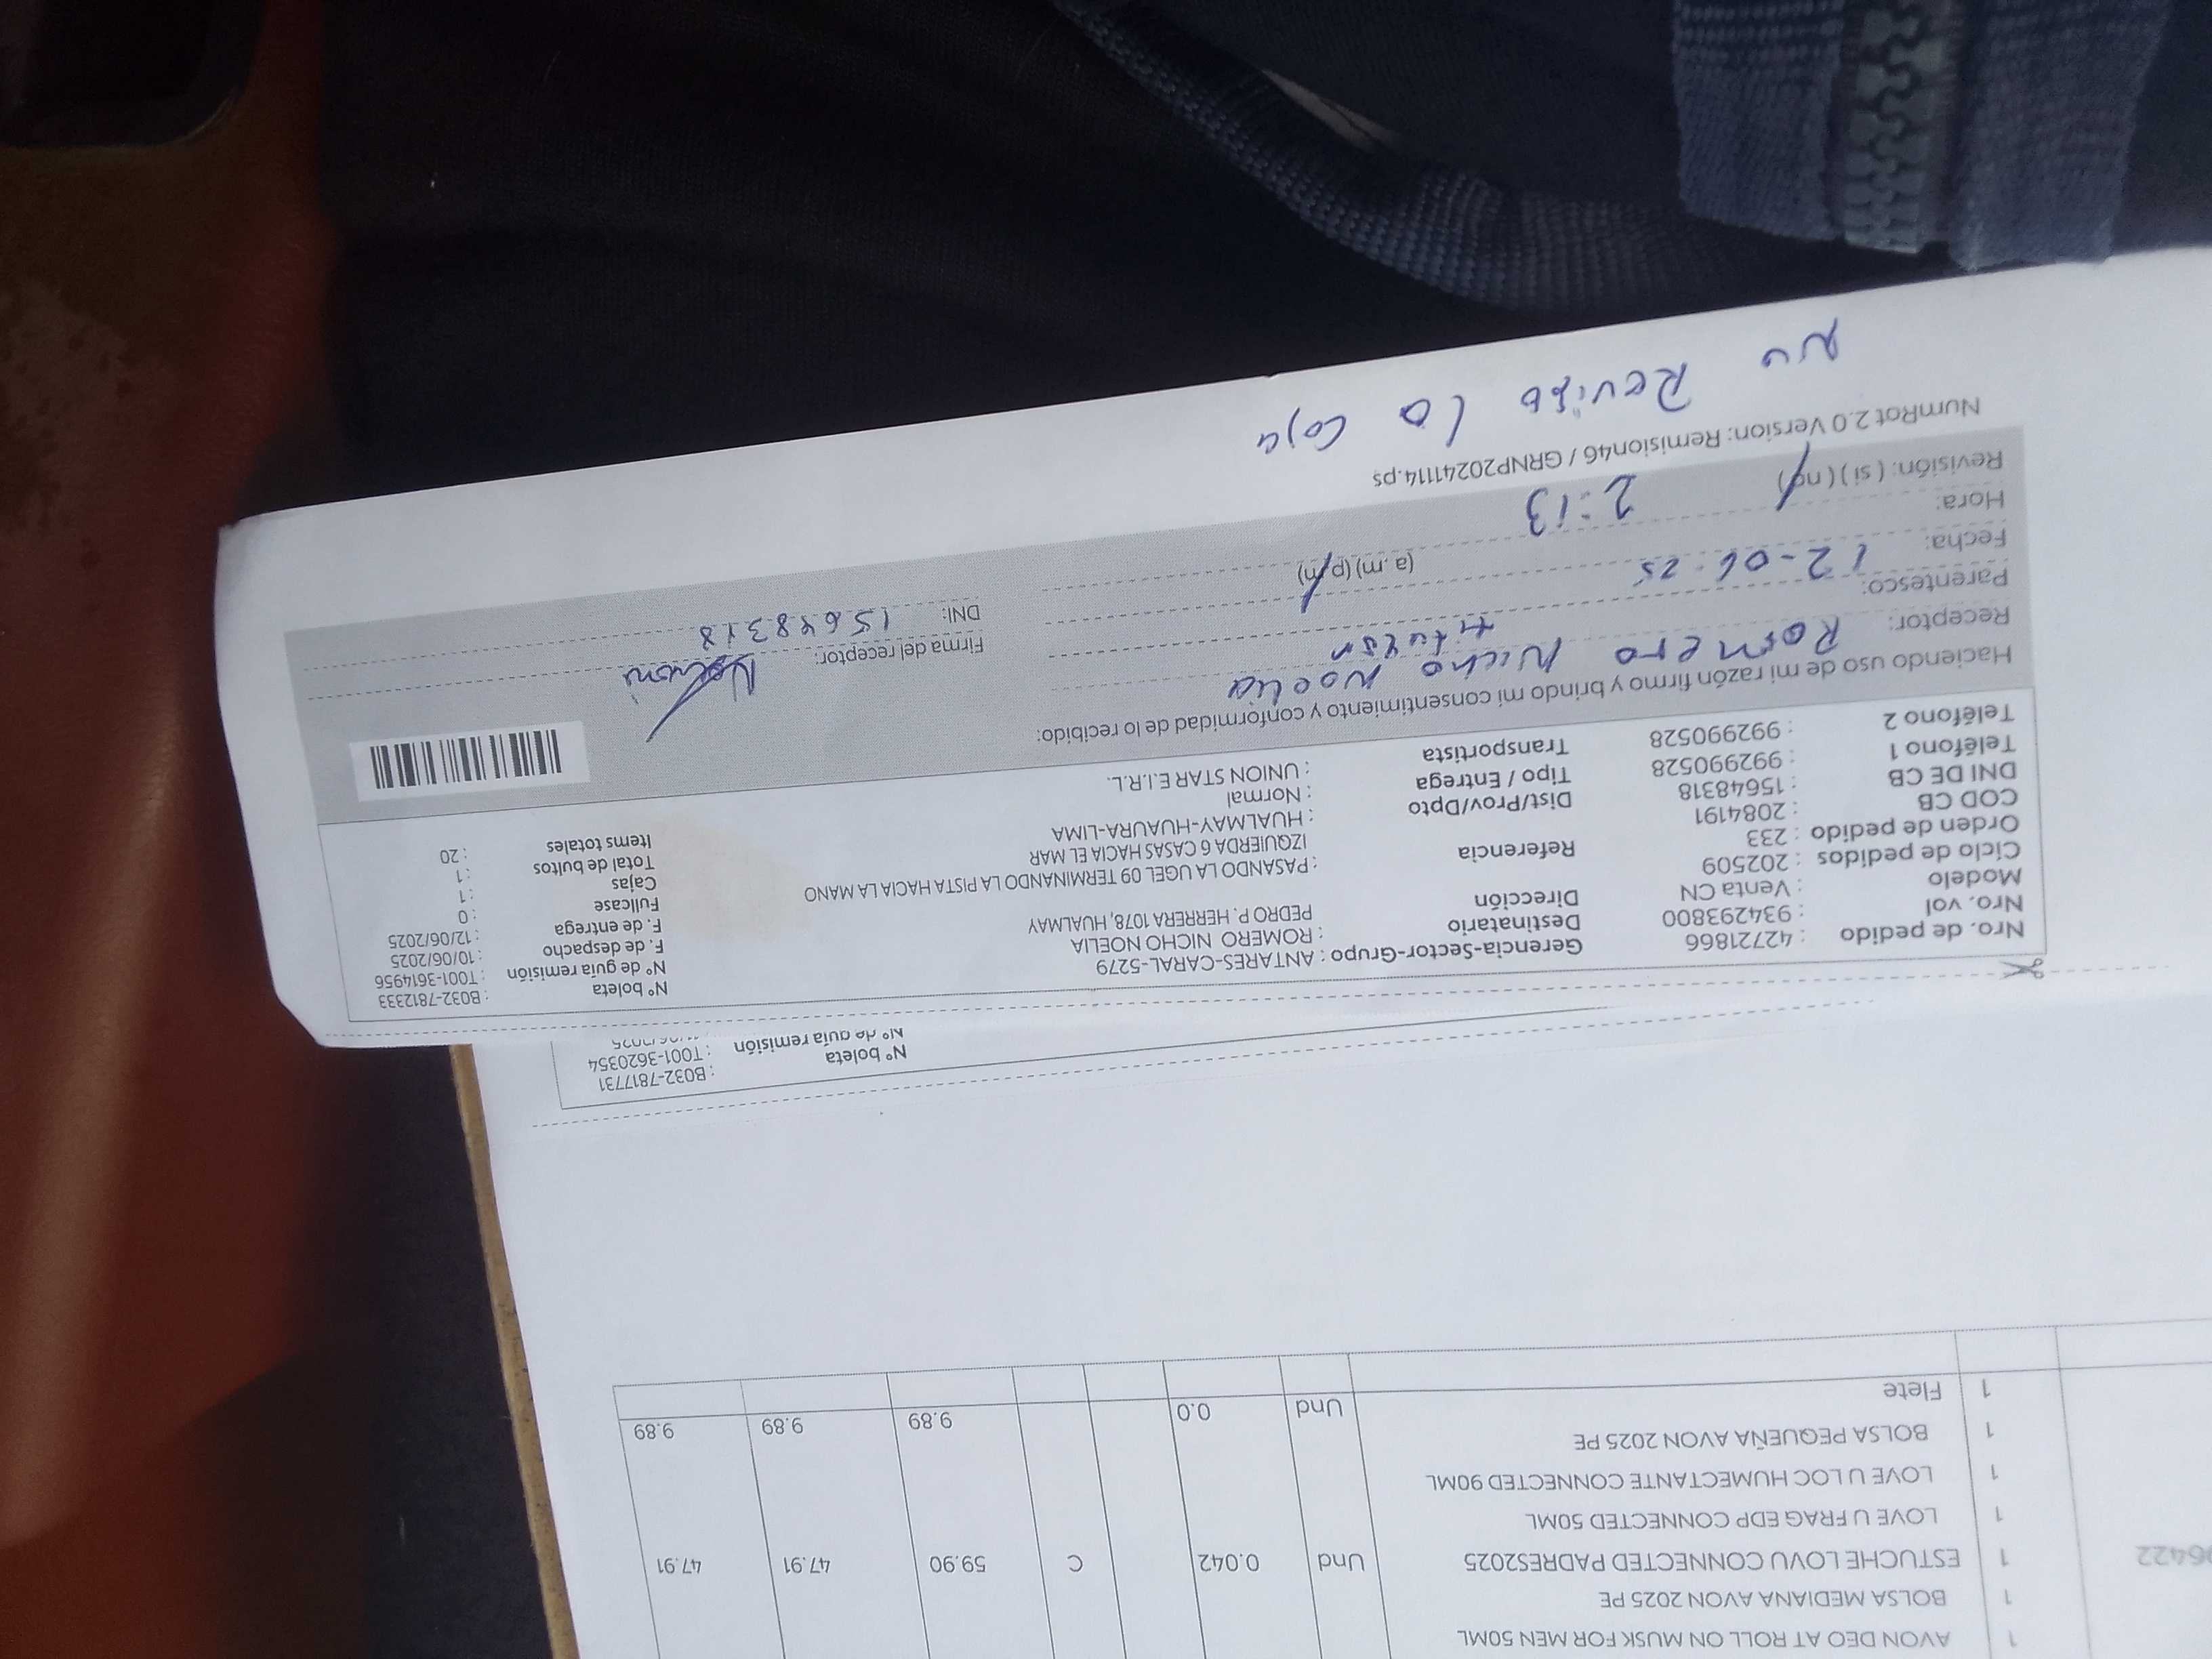 1 AVON DEO AT ROLL ON MUSK FOR MEN 50ML
1 BOLSA MEDIANA AVON 2025 PE
96422 1 ESTUCHE LOVU CONNECTED PADRES2025 Und 0.042 C 59.90 47.91 47.91
1 LOVE U FRAG EDP CONNECTED 50ML
1 LOVE U LOC HUMECTANTE CONNECTED 90ML
1 BOLSA PEQUEÑA AVON 2025 PE
1 Flete Und 0.0 9.89 9.89 9.89
Nº boleta : B032-7817731
Nº de guía remisión : T001-3620354
Nro. de pedido : 42721866
Nro. vol : 934293800
Modelo : Venta CN
Ciclo de pedidos : 202509
Orden de pedido : 233
COD CB : 2084191
DNI DE CB : 15648318
Teléfono 1 : 992990528
Teléfono 2 : 992990528
Gerencia-Sector-Grupo : ANTARES-CARAL-5279
Destinatario : ROMERO NICHO NOELIA
Dirección PEDRO P. HERRERA 1078, HUALMAY
Referencia : PASANDO LA UGEL 09 TERMINANDO LA PISTA HACIA LA MANO
IZQUIERDA 6 CASAS HACIA EL MAR
Dist/Prov/Dpto : HUALMAY-HUAURA-LIMA
Tipo / Entrega : Normal
Transportista : UNION STAR E.I.R.L.
Nº boleta : B032-7812333
Nº de guía remisión : T001-3614956
F. de despacho : 10/06/2025
F. de entrega : 12/06/2025
Fullcase : 0
Cajas : 1
Total de bultos : 1
Items totales : 20
Haciendo uso de mi razón firmo y brindo mi consentimiento y conformidad de lo recibido:
Receptor: Romero Nicho Noelia
Parentesco: titular
Fecha: 12-06-25
Hora: 2:13 (a.m) (p.m)
Revisión: ( si ) ( no )
Firma del receptor:
DNI: 15648318
NumRot 2.0 Version: Remision46 / GRNP20241114.ps
No Reviso La Caja